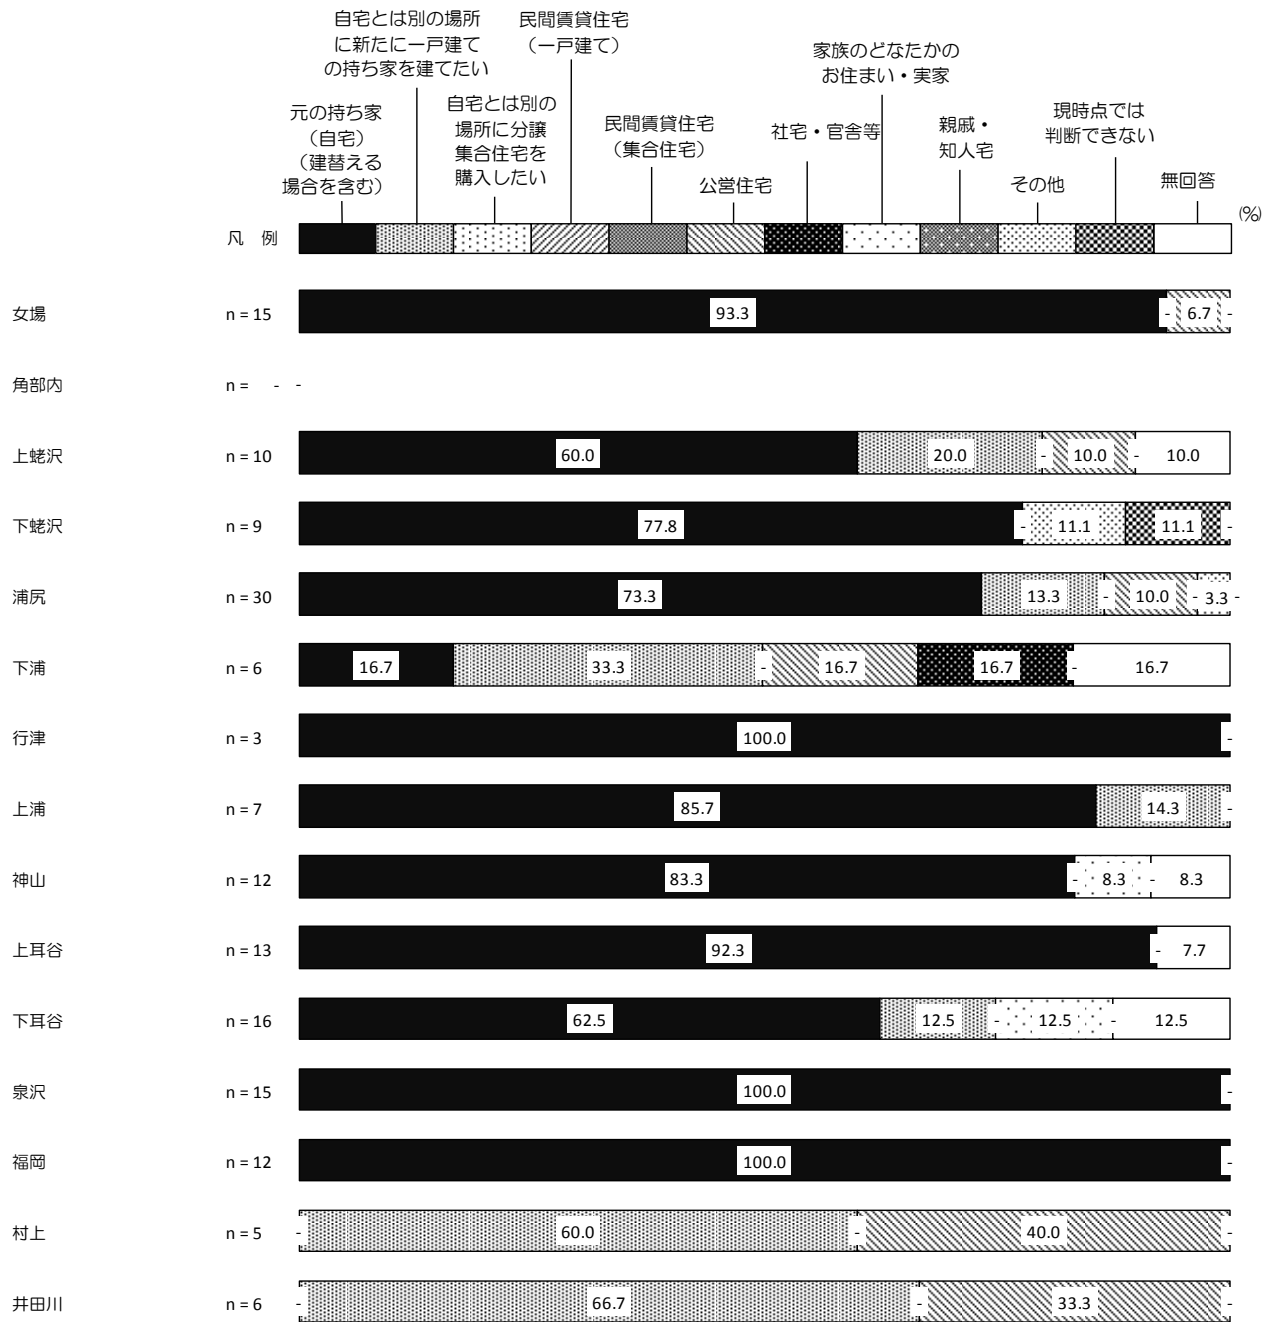 自宅とは別の場所
に新たに一戸建て
の持ち家を建てたい
民間賃貸住宅
（一戸建て）
家族のどなたかの
お住まい・実家
元の持ち家
（自宅）
（建替える
場合を含む）
自宅とは別の
場所に分譲
集合住宅を
購入したい
民間賃貸住宅
（集合住宅）
公営住宅
社宅・官舎等
親戚・
知人宅
その他
現時点では
判断できない
無回答
(%)
凡 例
女場 n = 15 93.3 - 6.7 -
角部内 n = - -
上蛯沢 n = 10 60.0 20.0 - 10.0 - 10.0
下蛯沢 n = 9 77.8 - 11.1 11.1 -
浦尻 n = 30 73.3 13.3 - 10.0 - 3.3 -
下浦 n = 6 16.7 33.3 - 16.7 16.7 - 16.7
行津 n = 3 100.0 -
上浦 n = 7 85.7 14.3 -
神山 n = 12 83.3 - 8.3 - 8.3
上耳谷 n = 13 92.3 - 7.7
下耳谷 n = 16 62.5 12.5 - 12.5 - 12.5
泉沢 n = 15 100.0 -
福岡 n = 12 100.0 -
村上 n = 5 - 60.0 - 40.0 -
井田川 n = 6 - 66.7 - 33.3 -